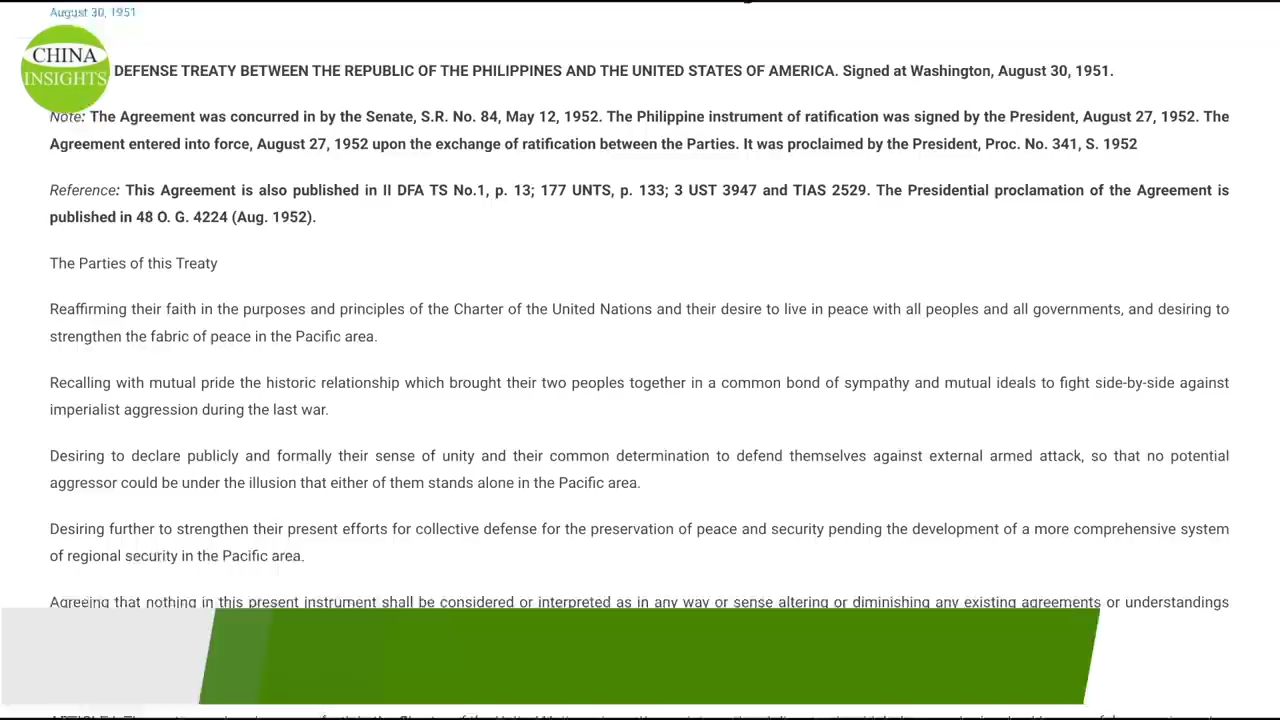 August 30, 1951
CHINA
INSIGHTS
DEFENSE TREATY BETWEEN THE REPUBLIC OF THE PHILIPPINES AND THE UNITED STATES OF AMERICA. Signed at Washington, August 30, 1951.
Note: The Agreement was concurred in by the Senate, S.R. No. 84, May 12, 1952. The Philippine instrument of ratification was signed by the President, August 27, 1952. The
Agreement entered into force, August 27, 1952 upon the exchange of ratification between the Parties. It was proclaimed by the President, Proc. No. 341, S. 1952
Reference: This Agreement is also published in II DFA TS No.1, p. 13; 177 UNTS, p. 133; 3 UST 3947 and TIAS 2529. The Presidential proclamation of the Agreement is
published in 48 O. G. 4224 (Aug. 1952).
The Parties of this Treaty
Reaffirming their faith in the purposes and principles of the Charter of the United Nations and their desire to live in peace with all peoples and all governments, and desiring to
strengthen the fabric of peace in the Pacific area.
Recalling with mutual pride the historic relationship which brought their two peoples together in a common bond of sympathy and mutual ideals to fight side-by-side against
imperialist aggression during the last war.
Desiring to declare publicly and formally their sense of unity and their common determination to defend themselves against external armed attack, so that no potential
aggressor could be under the illusion that either of them stands alone in the Pacific area.
Desiring further to strengthen their present efforts for collective defense for the preservation of peace and security pending the development of a more comprehensive system
of regional security in the Pacific area.
Agreeing that nothing in this present instrument shall be considered or interpreted as in any way or sense altering or diminishing any existing agreements or understandings